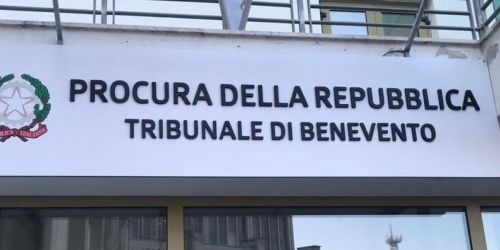 PROCURA DELLA REPUBBLICA
TRIBUNALE DI BENEVENTO